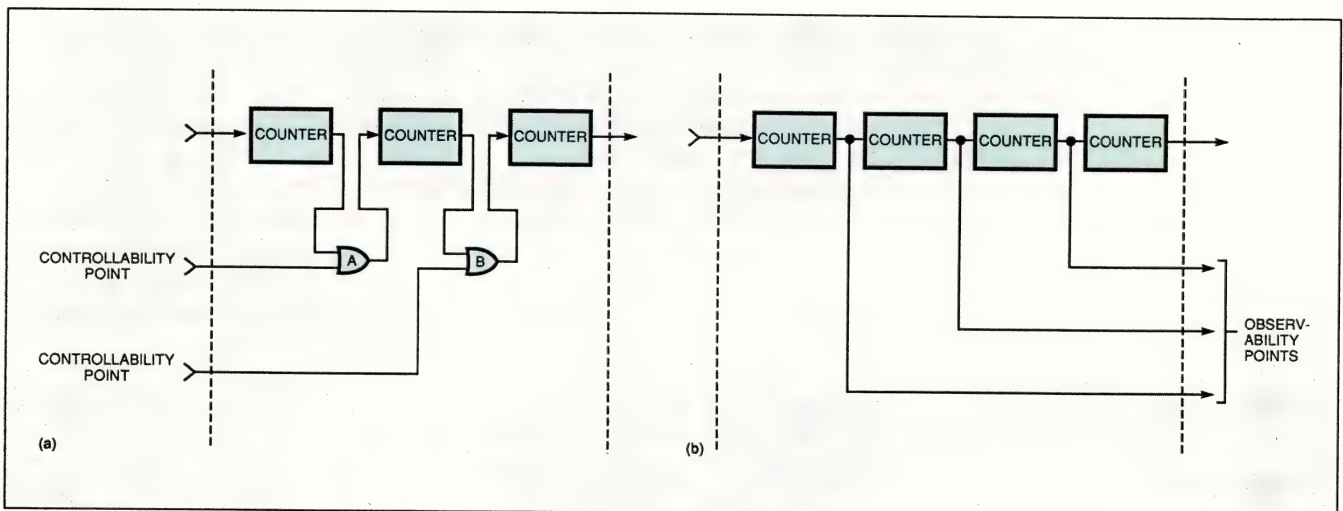 COUNTER
COUNTER
COUNTER
A
B
CONTROLLABILITY
POINT
CONTROLLABILITY
POINT
(a)
COUNTER
COUNTER
COUNTER
COUNTER
OBSERV-
ABILITY
POINTS
(b)